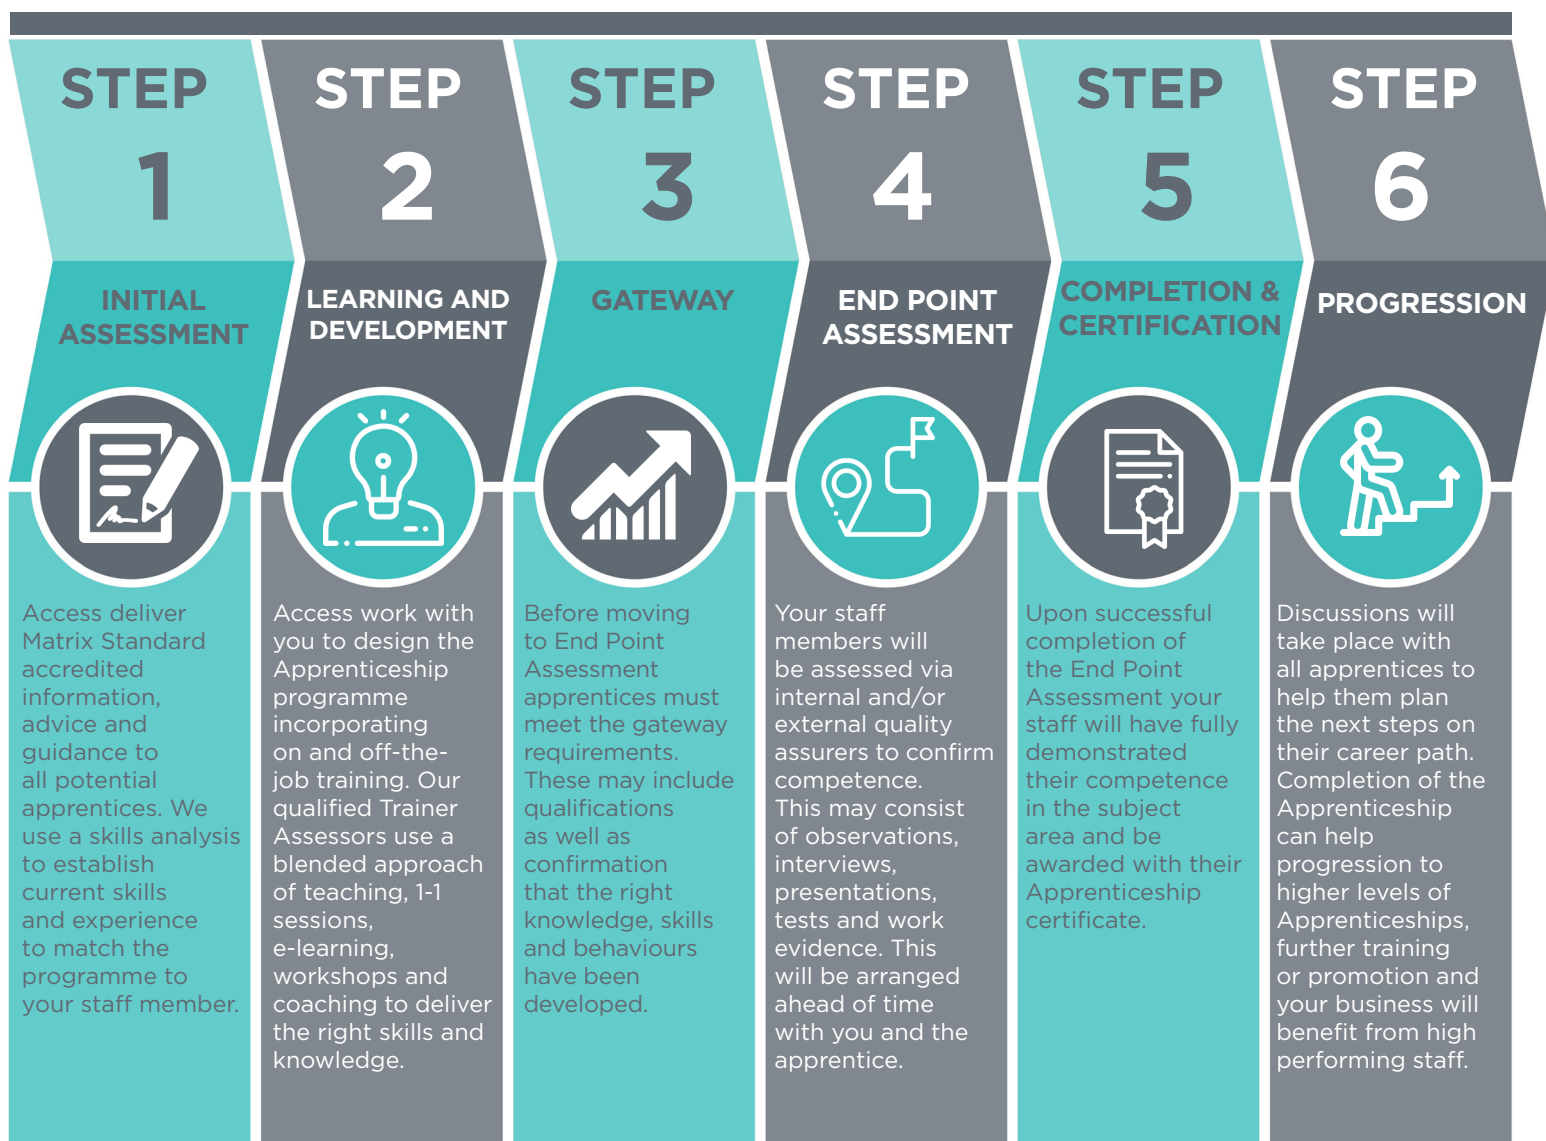 STEP
1
INITIAL
ASSESSMENT
Access deliver
Matrix Standard
accredited
information,
advice and
guidance to
all potential
apprentices. We
use a skills analysis
to establish
current skills
and experience
to match the
programme to
your staff member.
STEP
2
LEARNING AND
DEVELOPMENT
Access work with
you to design the
Apprenticeship
programme
incorporating
on and off-the-
job training. Our
qualified Trainer
Assessors use a
blended approach
of teaching, 1-1
sessions,
e-learning,
workshops and
coaching to deliver
the right skills and
knowledge.
STEP
3
GATEWAY
Before moving
to End Point
Assessment
apprentices must
meet the gateway
requirements.
These may include
qualifications
as well as
confirmation
that the right
knowledge, skills
and behaviours
have been
developed.
STEP
4
END POINT
ASSESSMENT
Your staff
members will
be assessed via
internal and/or
external quality
assurers to confirm
competence.
This may consist
of observations,
interviews,
presentations,
tests and work
evidence. This
will be arranged
ahead of time
with you and the
apprentice.
STEP
5
COMPLETION &
CERTIFICATION
Upon successful
completion of
the End Point
Assessment your
staff will have fully
demonstrated
their competence
in the subject
area and be
awarded with their
Apprenticeship
certificate.
STEP
6
PROGRESSION
Discussions will
take place with
all apprentices to
help them plan
the next steps on
their career path.
Completion of the
Apprenticeship
can help
progression to
higher levels of
Apprenticeships,
further training
or promotion and
your business will
benefit from high
performing staff.